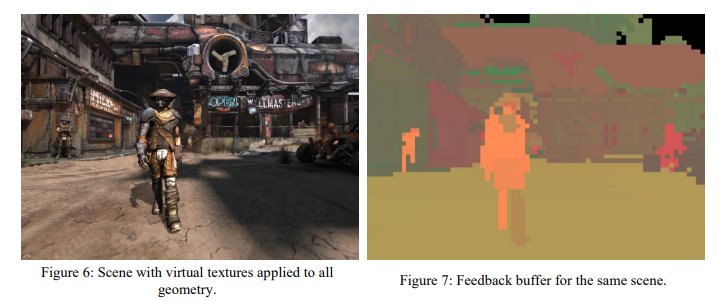 OPEN
WELLMASTER
Figure 6: Scene with virtual textures applied to all
geometry.
Figure 7: Feedback buffer for the same scene.